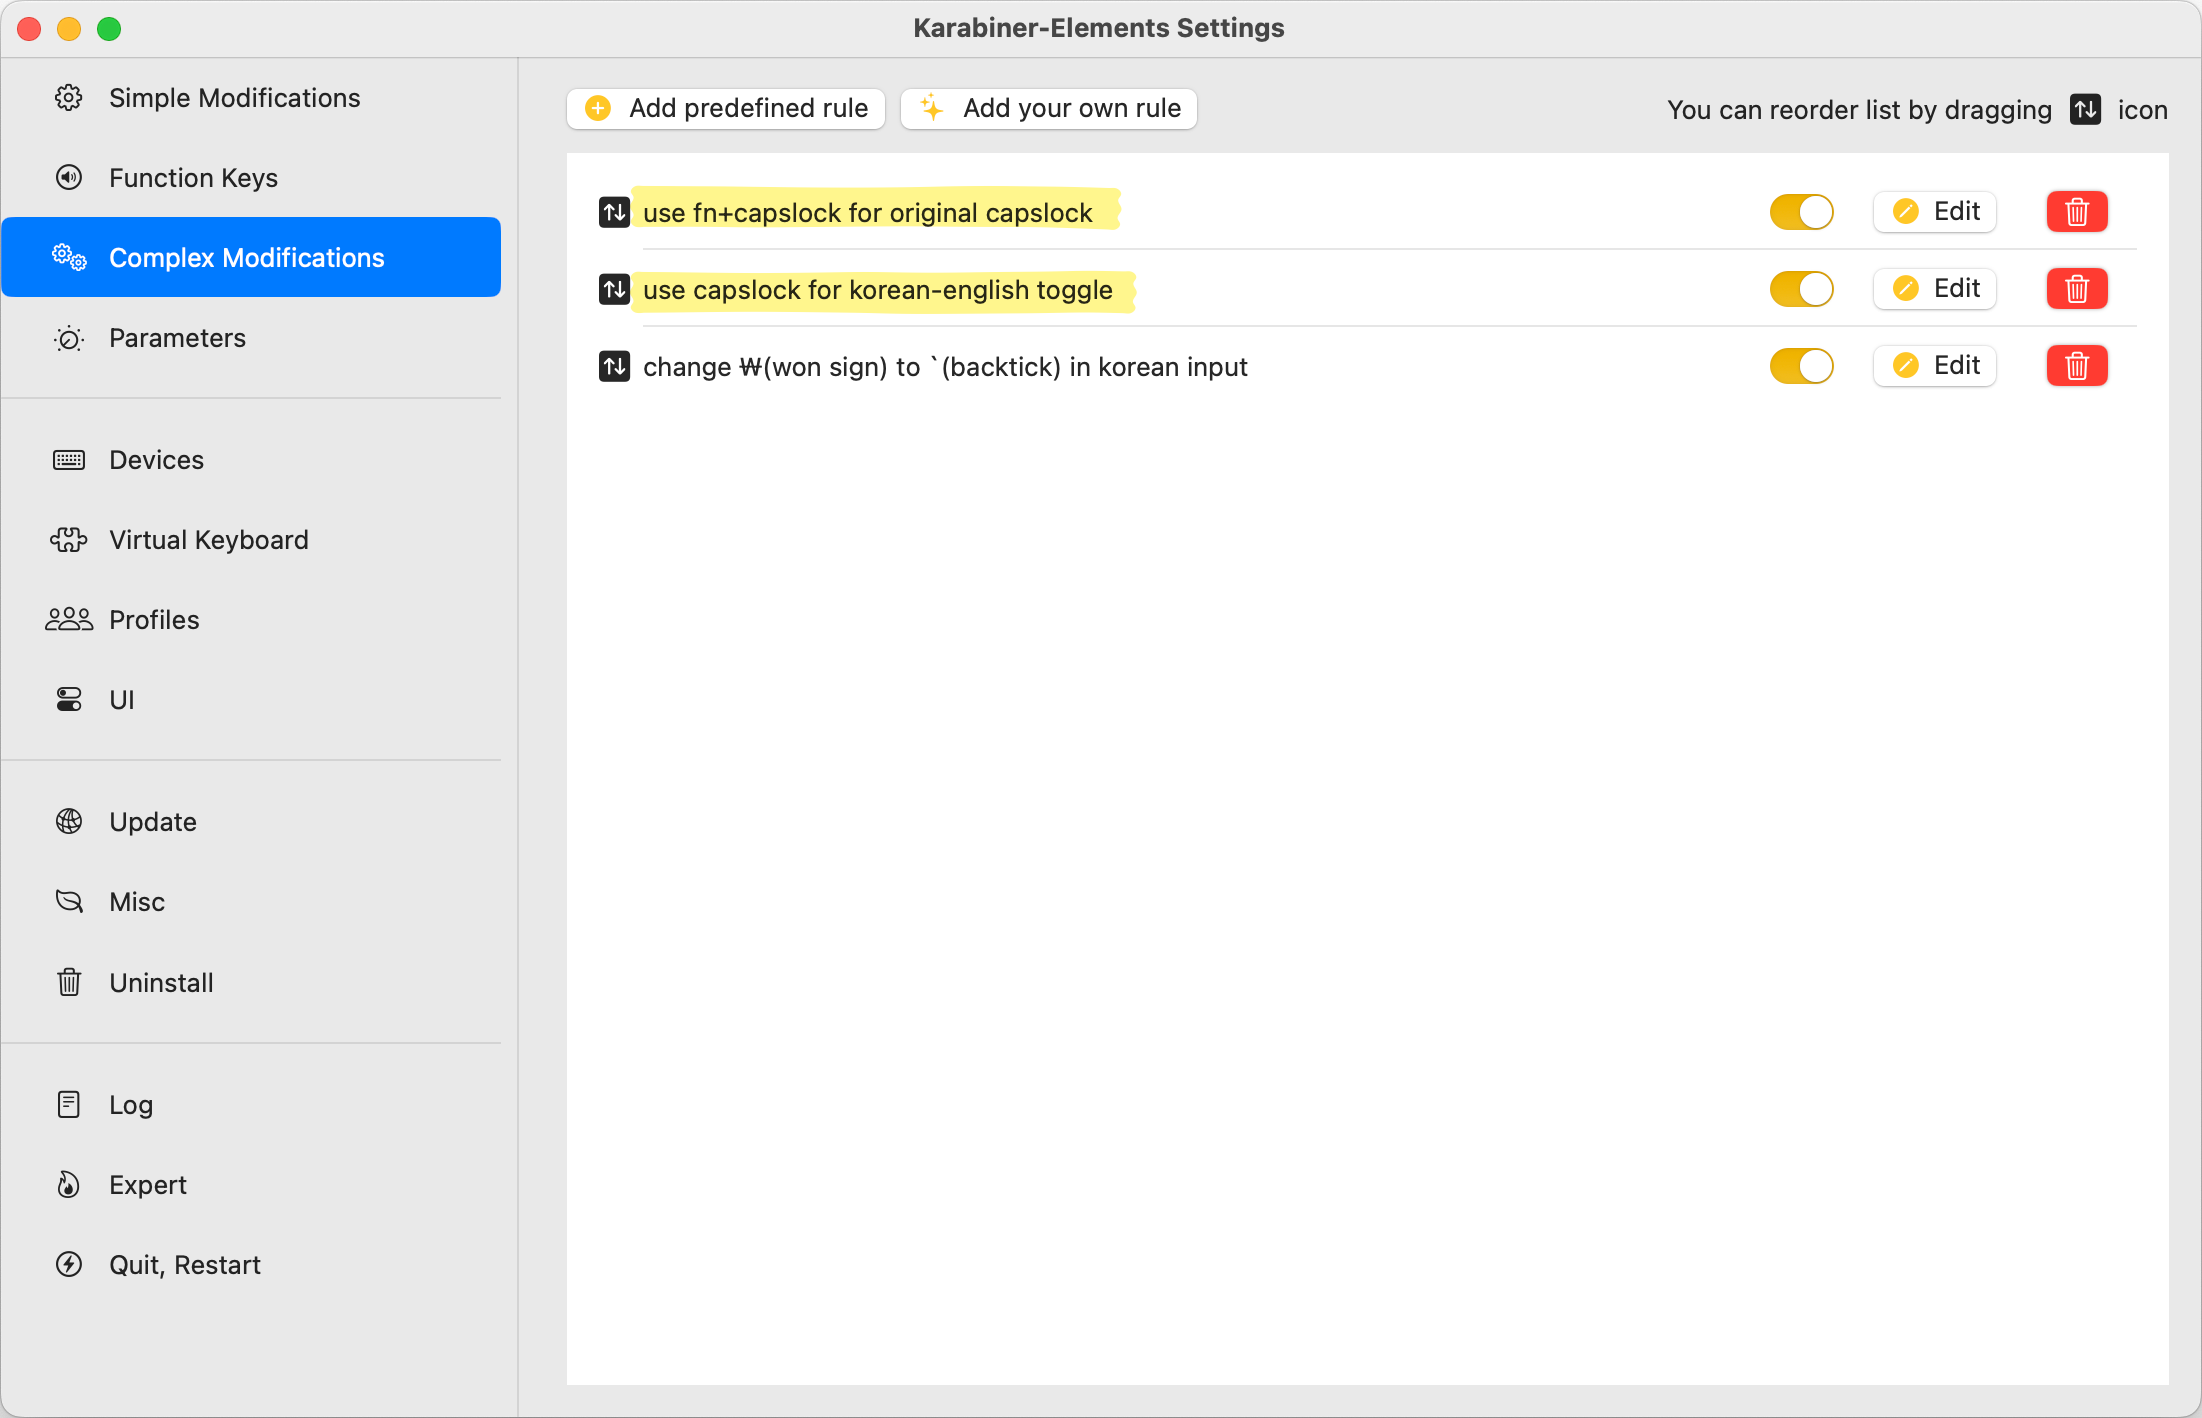 Karabiner-Elements Settings
Simple Modifications
Function Keys
Complex Modifications
Parameters
Devices
Virtual Keyboard
Profiles
UI
Update
Misc
Uninstall
Log
Expert
Quit, Restart
Add predefined rule
Add your own rule
You can reorder list by dragging icon
use fn+capslock for original capslock
Edit
use capslock for korean-english toggle
Edit
change ₩(won sign) to `(backtick) in korean input
Edit